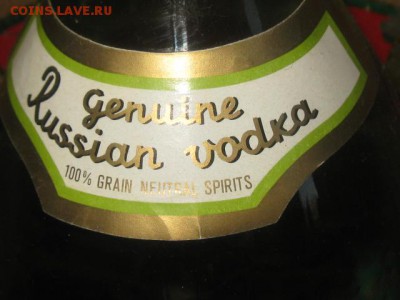 COINS.LAVE.RU
Genuine
Russian vodka
100% GRAIN NEUTRAL SPIRITS